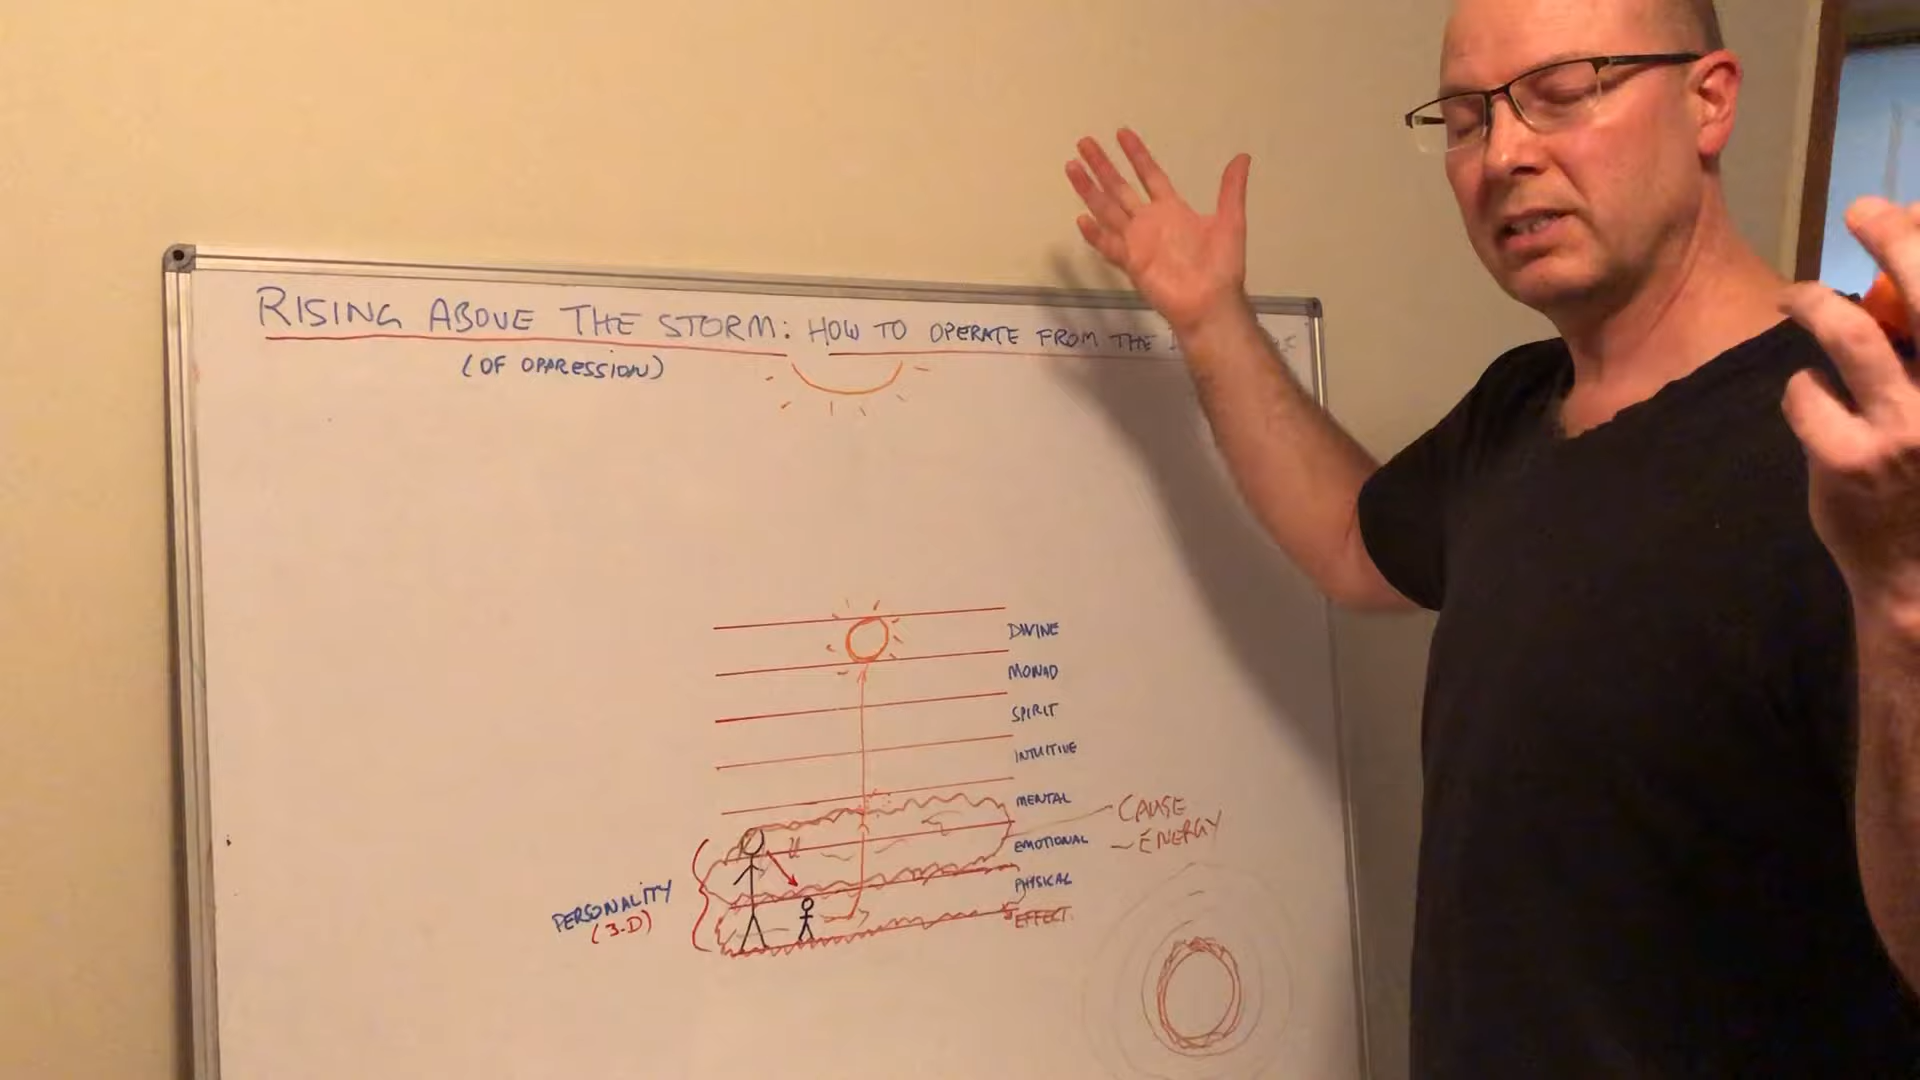 RISING ABOVE THE STORM: HOW TO OPERATE FROM THE
(OF OPPRESSION)
DIVINE
MONAD
SPIRIT
INTUITIVE
MENTAL
CAUSE
EMOTIONAL - ENERGY
PHYSICAL
PERSONALITY
(3-D)
EFFECT